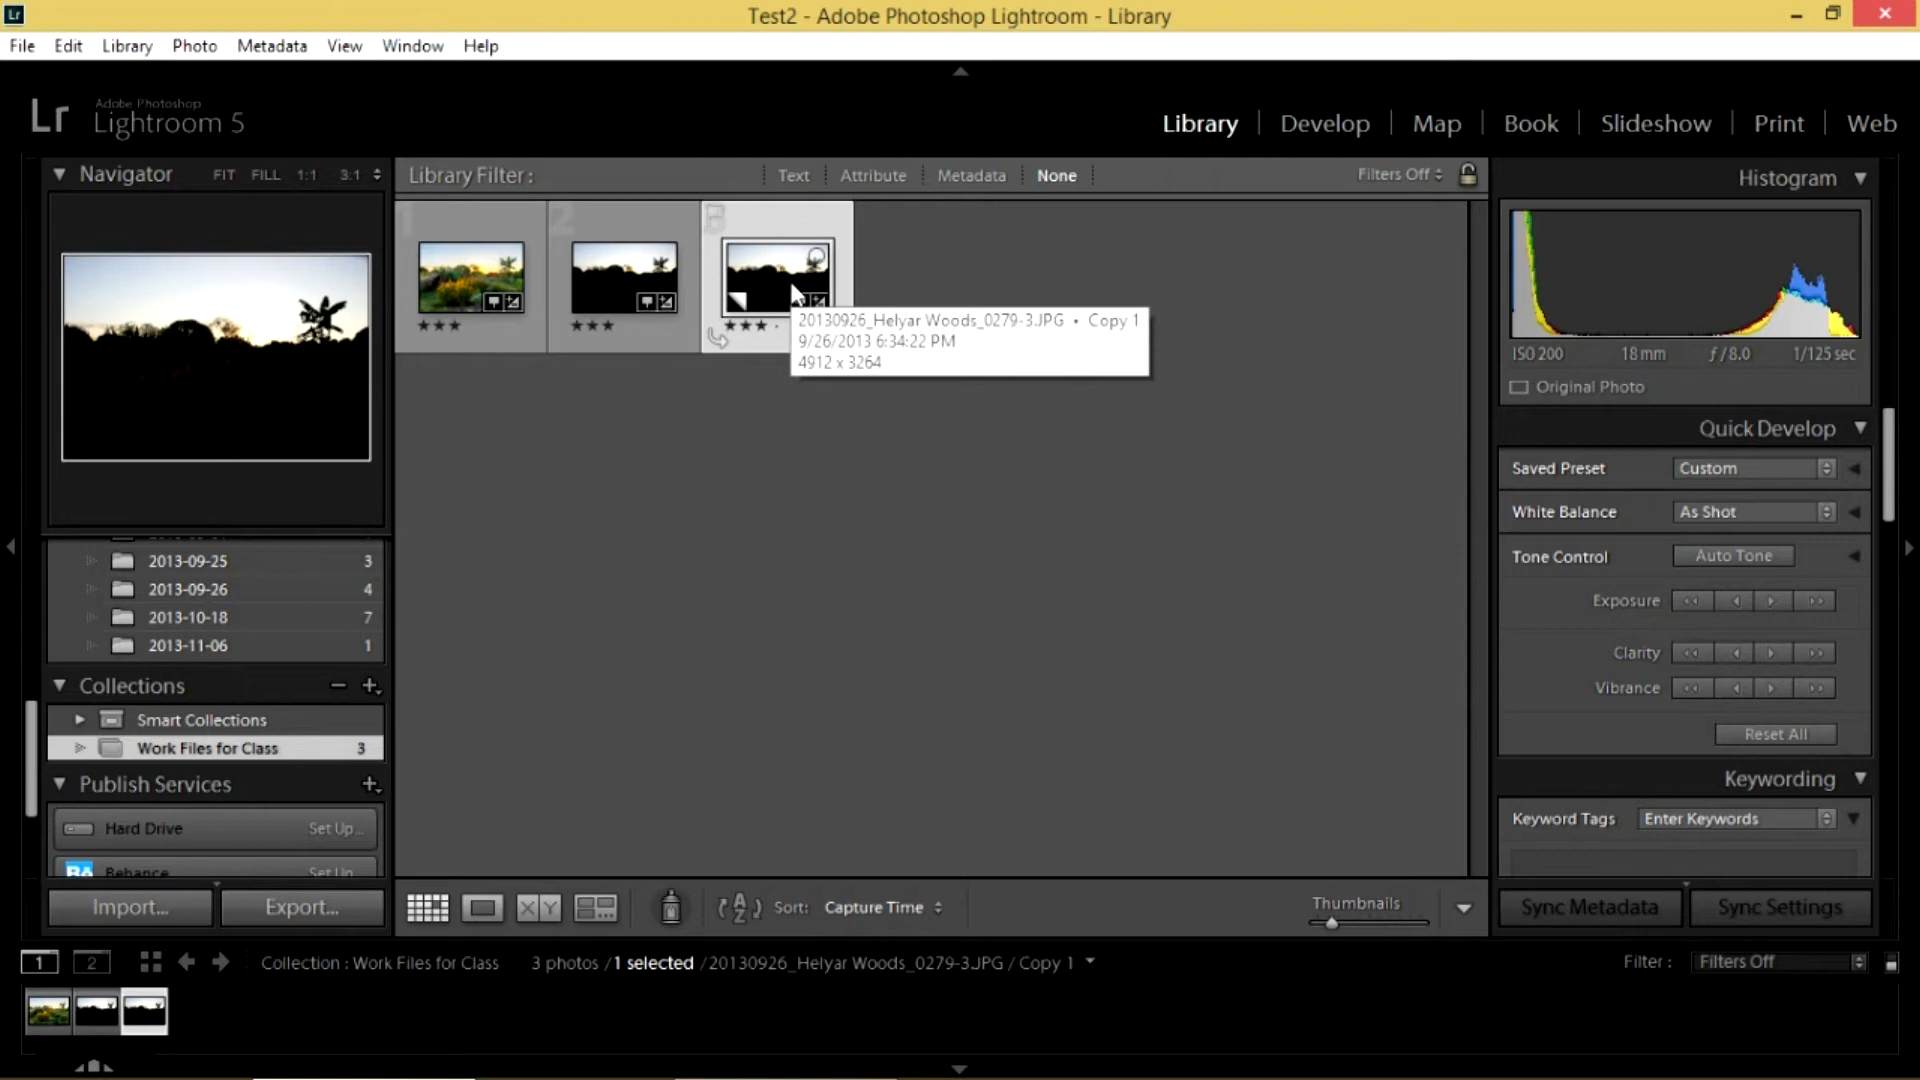 Lr
Test2 - Adobe Photoshop Lightroom - Library
File Edit Library Photo Metadata View Window Help
Lr
Adobe Photoshop
Lightroom 5
Library Develop Map Book Slideshow Print Web
Navigator FIT FILL 1:1 3:1
Library Filter : Text Attribute Metadata None Filters Off
Histogram
1 2
★★★ ★★★ ★★★
20130926_Helyar Woods_0279-3.JPG • Copy 1
9/26/2013 6:34:22 PM
4912 x 3264
ISO 200 18 mm f / 8.0 1/125 sec
Original Photo
Quick Develop
Saved Preset Custom
White Balance As Shot
Tone Control Auto Tone
Exposure
Clarity
Vibrance
Reset All
Keywording
Keyword Tags Enter Keywords
2013-09-25 3
2013-09-26 4
2013-10-18 7
2013-11-06 1
Collections
Smart Collections
Work Files for Class 3
Publish Services
Hard Drive Set Up...
Behance Set Up...
Import... Export...
XY
Sort: Capture Time
Thumbnails
Sync Metadata Sync Settings
1 2 Collection : Work Files for Class 3 photos / 1 selected / 20130926_Helyar Woods_0279-3.JPG / Copy 1
Filter : Filters Off